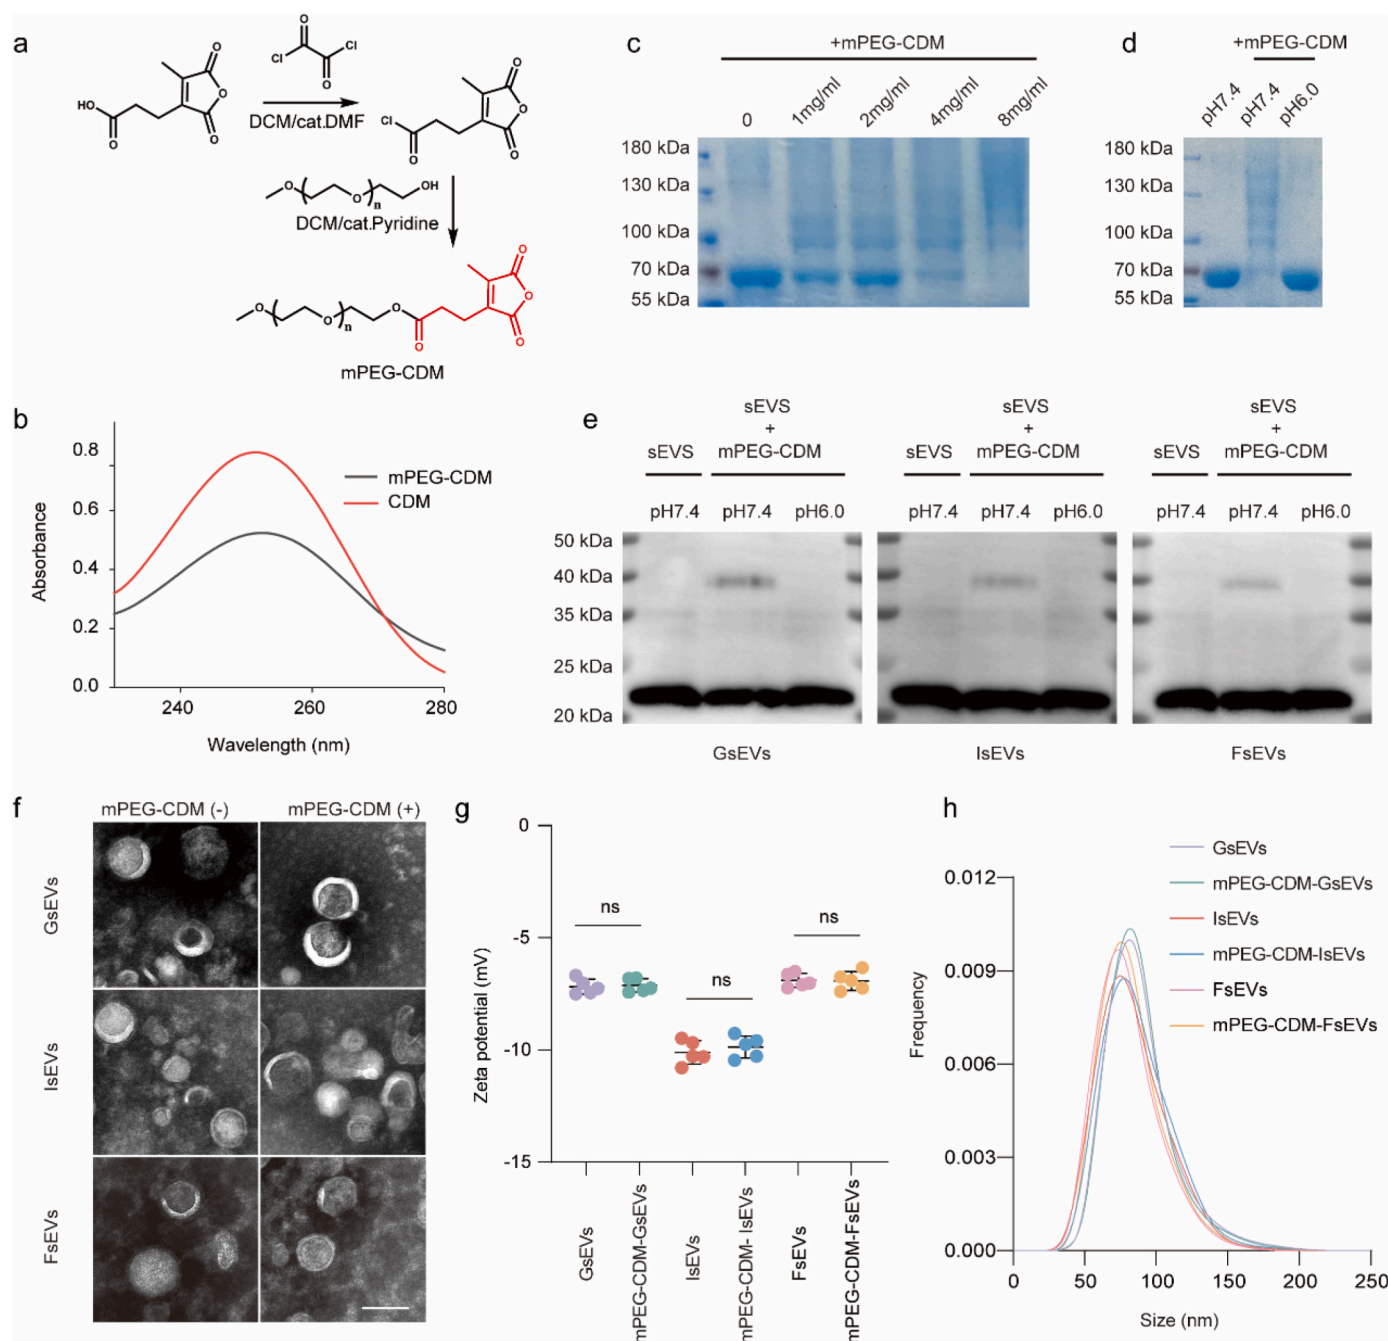 a
O
Cl
Cl
O
HO
O
O
O
O
DCM/cat.DMF
Cl
O
O
O
O
O
O
n
OH
DCM/cat.Pyridine
O
O
n
O
O
O
O
O
mPEG-CDM
b
Absorbance
0.8
0.6
0.4
0.2
0.0
mPEG-CDM
CDM
240
260
280
Wavelength (nm)
c
+mPEG-CDM
0
1mg/ml
2mg/ml
4mg/ml
8mg/ml
180 kDa
130 kDa
100 kDa
70 kDa
55 kDa
d
+mPEG-CDM
pH7.4
pH7.4
pH6.0
180 kDa
130 kDa
100 kDa
70 kDa
55 kDa
e
sEVS
sEVS
+
mPEG-CDM
pH7.4
pH7.4
pH6.0
sEVS
sEVS
+
mPEG-CDM
pH7.4
pH7.4
pH6.0
sEVS
sEVS
+
mPEG-CDM
pH7.4
pH7.4
pH6.0
50 kDa
40 kDa
35 kDa
25 kDa
20 kDa
GsEVs
IsEVs
FsEVs
f
mPEG-CDM (-)
mPEG-CDM (+)
GsEVs
IsEVs
FsEVs
g
Zeta potential (mV)
0
-5
-10
-15
ns
ns
ns
GsEVs
mPEG-CDM-GsEVs
IsEVs
mPEG-CDM- IsEVs
FsEVs
mPEG-CDM-FsEVs
h
GsEVs
mPEG-CDM-GsEVs
IsEVs
mPEG-CDM-IsEVs
FsEVs
mPEG-CDM-FsEVs
Frequency
0.012
0.009
0.006
0.003
0.000
0
50
100
150
200
250
Size (nm)